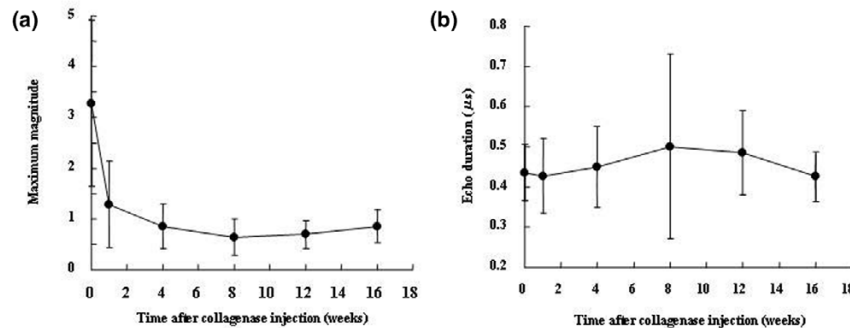 (a)
Maximum magnitude
5
4
3
2
1
0
0 2 4 6 8 10 12 14 16 18
Time after collagenase injection (weeks)
(b)
Echo duration (μs)
0.8
0.7
0.6
0.5
0.4
0.3
0.2
0 2 4 6 8 10 12 14 16 18
Time after collagenase injection (weeks)